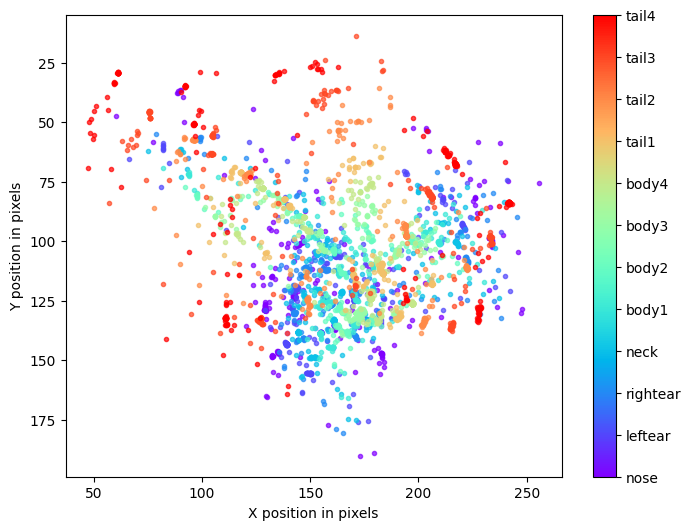 25
50
75
100
125
150
175
Y position in pixels
50
100
150
200
250
X position in pixels
tail4
tail3
tail2
tail1
body4
body3
body2
body1
neck
rightear
leftear
nose